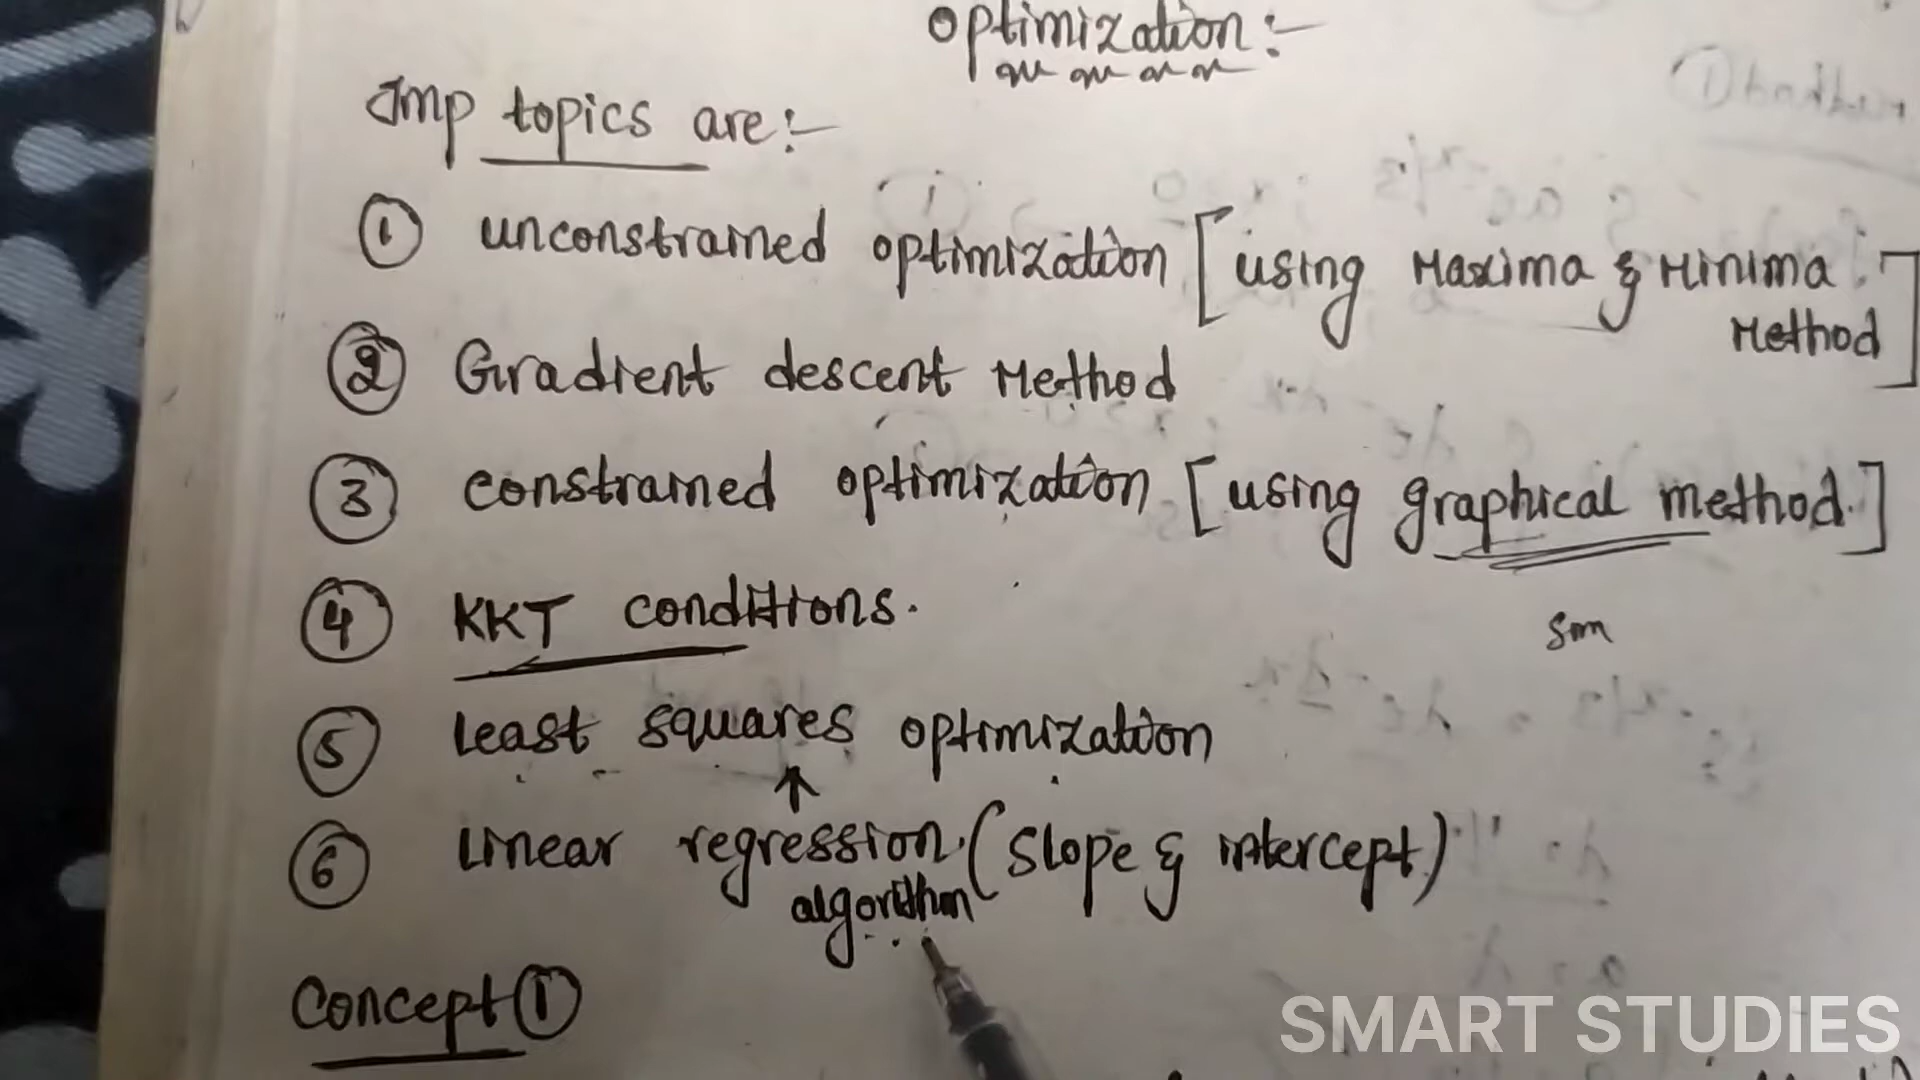 Optimization:-
Imp topics are:-
① unconstrained optimization [using Maxima & Minima Method]
② Gradient descent Method
③ constrained optimization [using graphical method.]
④ KKT conditions.
Sm
⑤ Least squares optimization
↑
⑥ Linear regression. (slope & intercept)
algorithm
Concept ①
SMART STUDIES